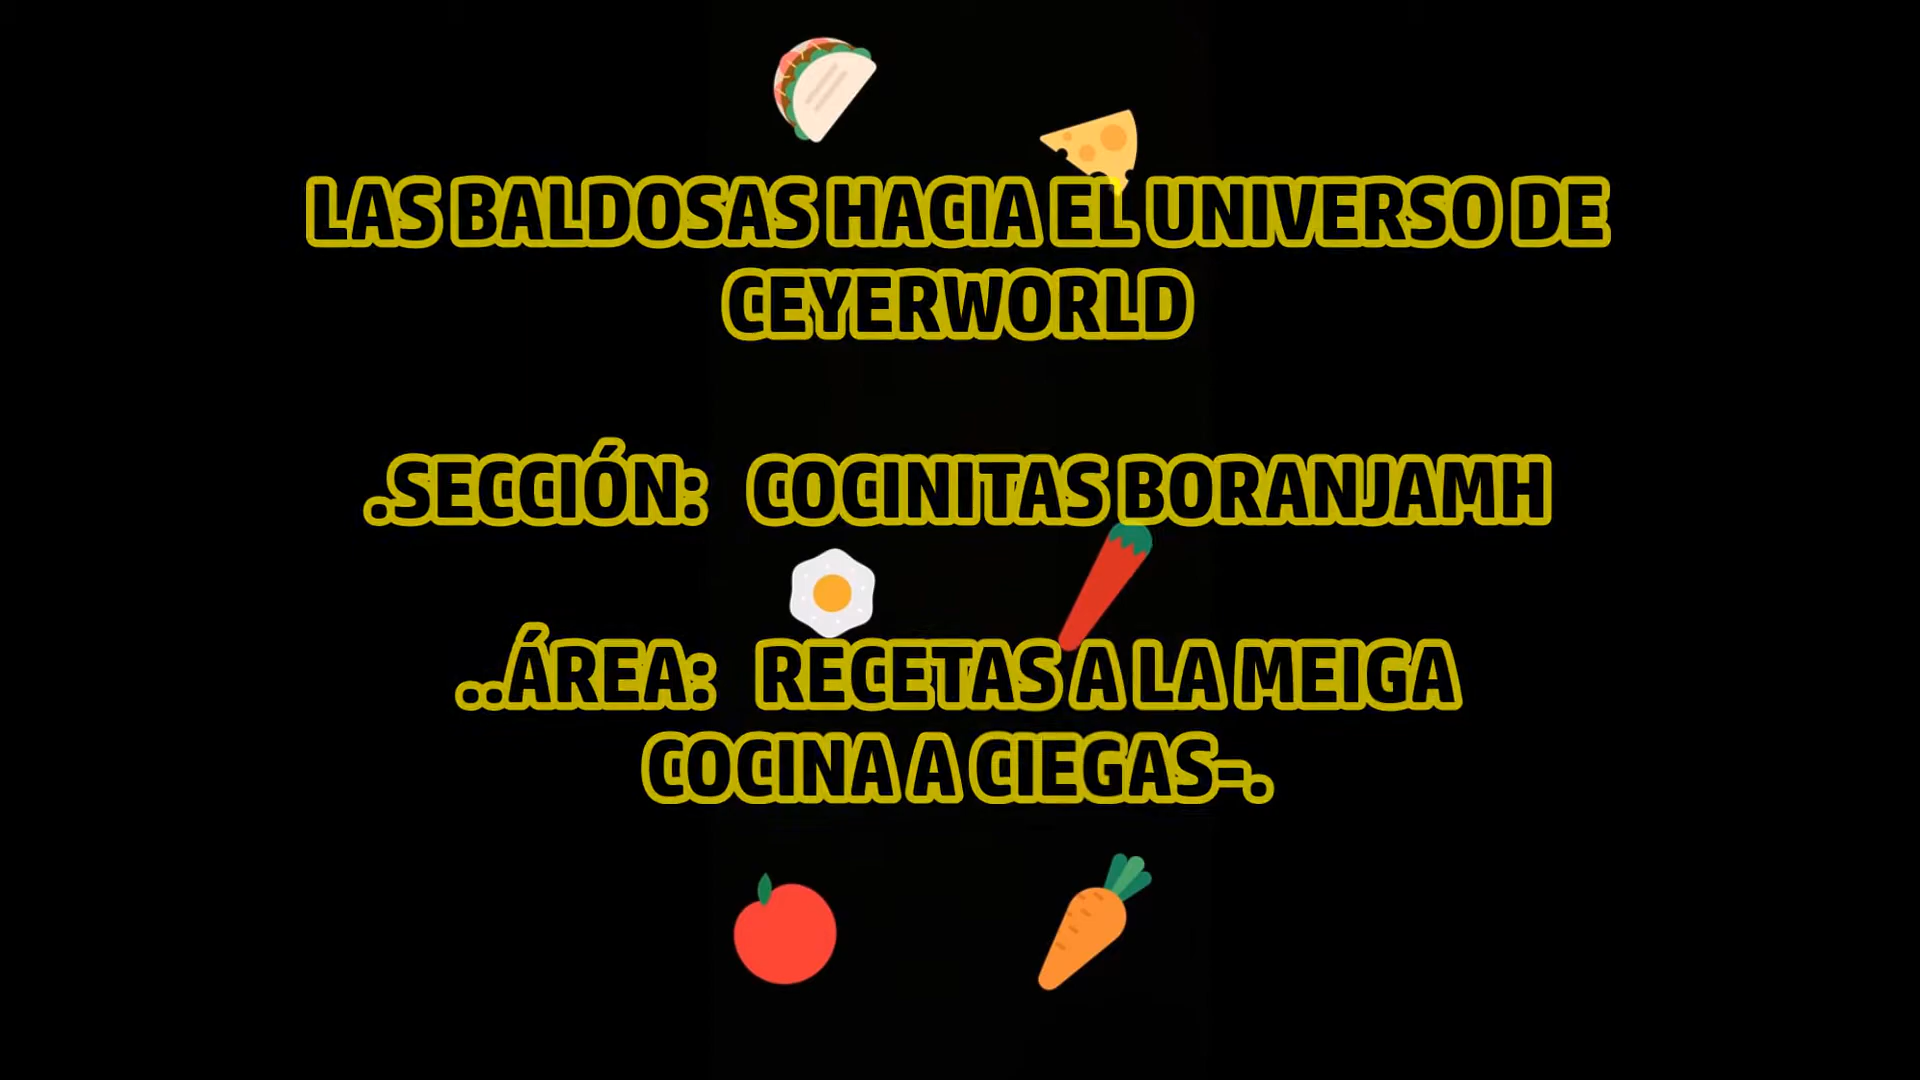 LAS BALDOSAS HACIA EL UNIVERSO DE
CEYERWORLD
.SECCIÓN: COCINITAS BORANJAMH
..ÁREA: RECETAS A LA MEIGA
COCINA A CIEGAS-.